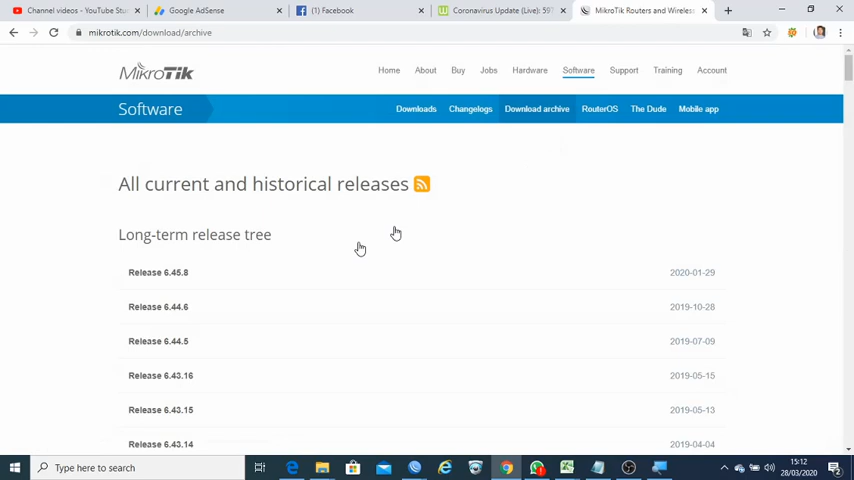 Channel videos - YouTube Stu
Google AdSense
(1) Facebook
Coronavirus Update (Live): 597
MikroTik Routers and Wireless
mikrotik.com/download/archive
MikroTik
Home About Buy Jobs Hardware Software Support Training Account
Software
Downloads Changelogs Download archive RouterOS The Dude Mobile app
All current and historical releases
Long-term release tree
Release 6.45.8 2020-01-29
Release 6.44.6 2019-10-28
Release 6.44.5 2019-07-09
Release 6.43.16 2019-05-15
Release 6.43.15 2019-05-13
Release 6.43.14 2019-04-04
Type here to search
15:12
28/03/2020
2